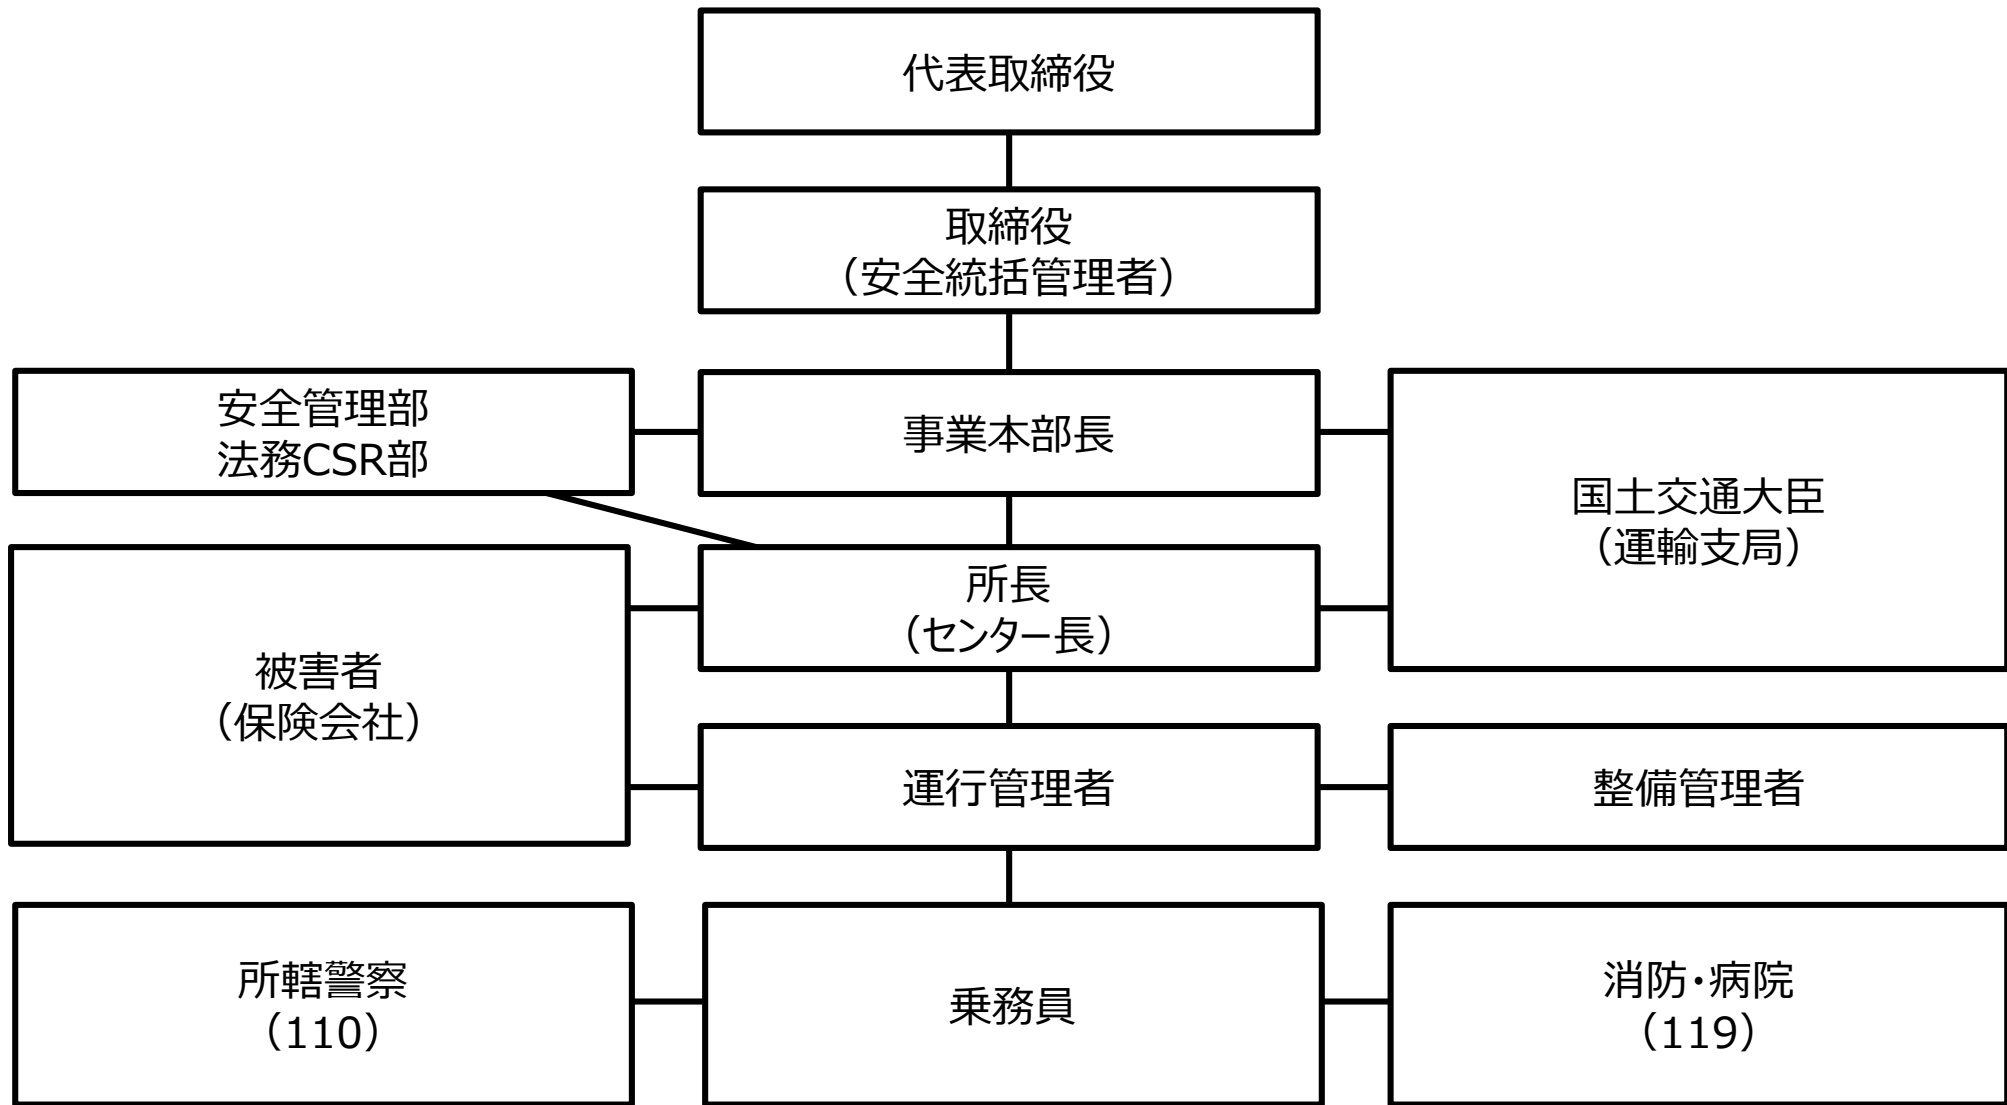 代表取締役
取締役
（安全統括管理者）
安全管理部
法務CSR部
事業本部長
国土交通大臣
（運輸支局）
所長
（センター長）
被害者
（保険会社）
運行管理者
整備管理者
所轄警察
（110）
乗務員
消防・病院
（119）